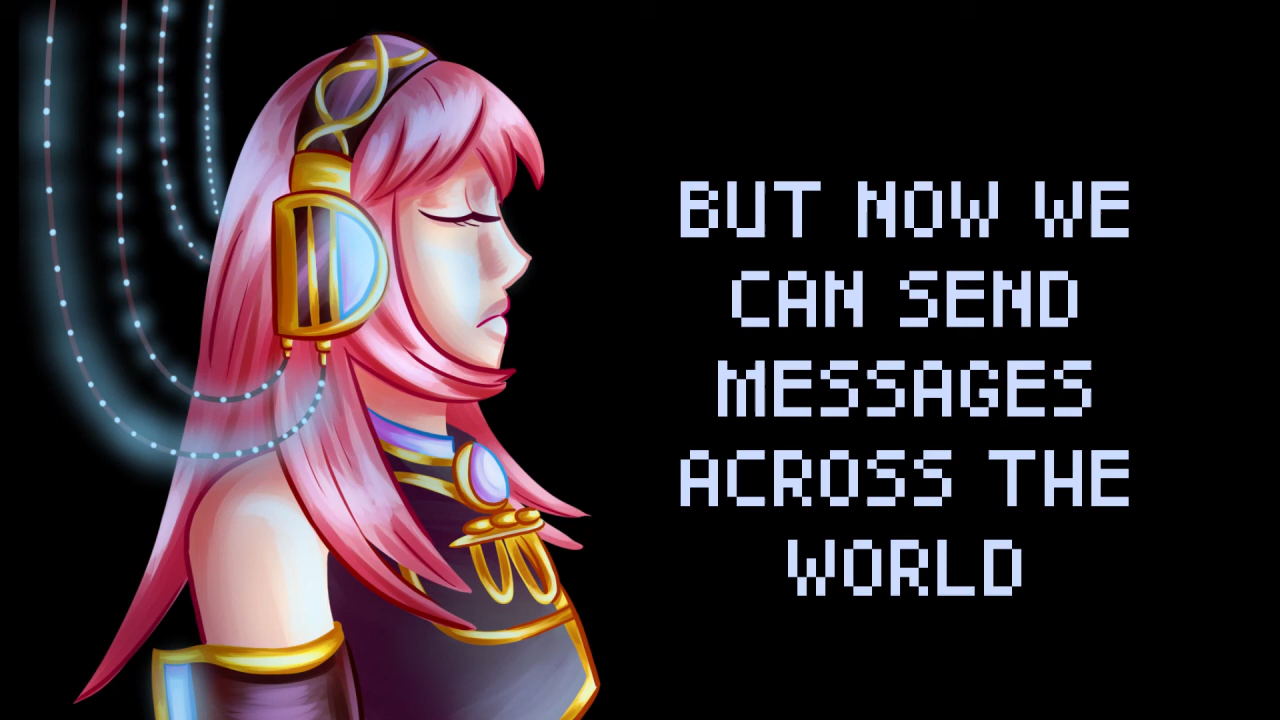 BUT NOW WE
CAN SEND
MESSAGES
ACROSS THE
WORLD